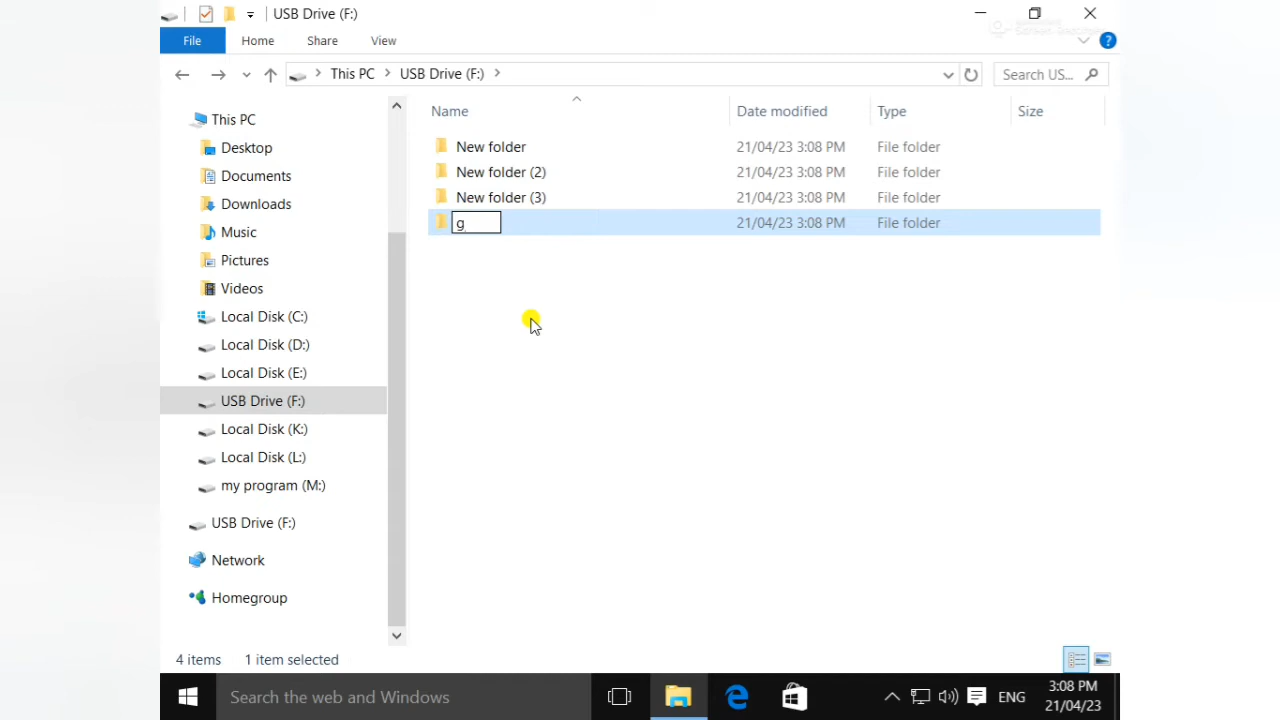 USB Drive (F:)
File Home Share View
This PC USB Drive (F:) Search US...
Name Date modified Type Size
New folder 21/04/23 3:08 PM File folder
New folder (2) 21/04/23 3:08 PM File folder
New folder (3) 21/04/23 3:08 PM File folder
g 21/04/23 3:08 PM File folder
This PC
Desktop
Documents
Downloads
Music
Pictures
Videos
Local Disk (C:)
Local Disk (D:)
Local Disk (E:)
USB Drive (F:)
Local Disk (K:)
Local Disk (L:)
my program (M:)
USB Drive (F:)
Network
Homegroup
4 items 1 item selected
Search the web and Windows ENG 3:08 PM
21/04/23